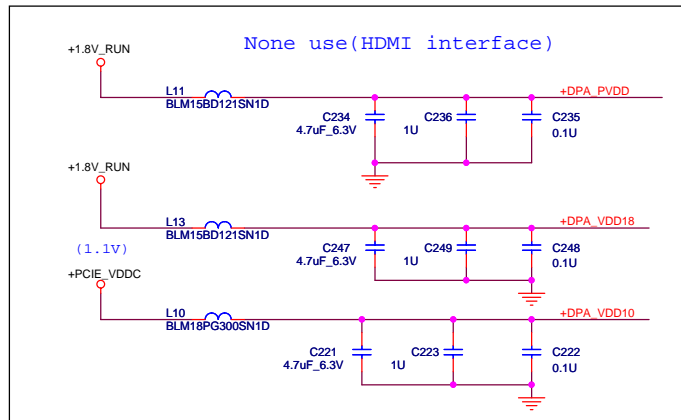 None use(HDMI interface)
+1.8V_RUN
L11
BLM15BD121SN1D
+DPA_PVDD
C234
4.7uF_6.3V
C236
1U
C235
0.1U
+1.8V_RUN
L13
BLM15BD121SN1D
+DPA_VDD18
C247
4.7uF_6.3V
C249
1U
C248
0.1U
(1.1V)
+PCIE_VDDC
L10
BLM18PG300SN1D
+DPA_VDD10
C221
4.7uF_6.3V
C223
1U
C222
0.1U